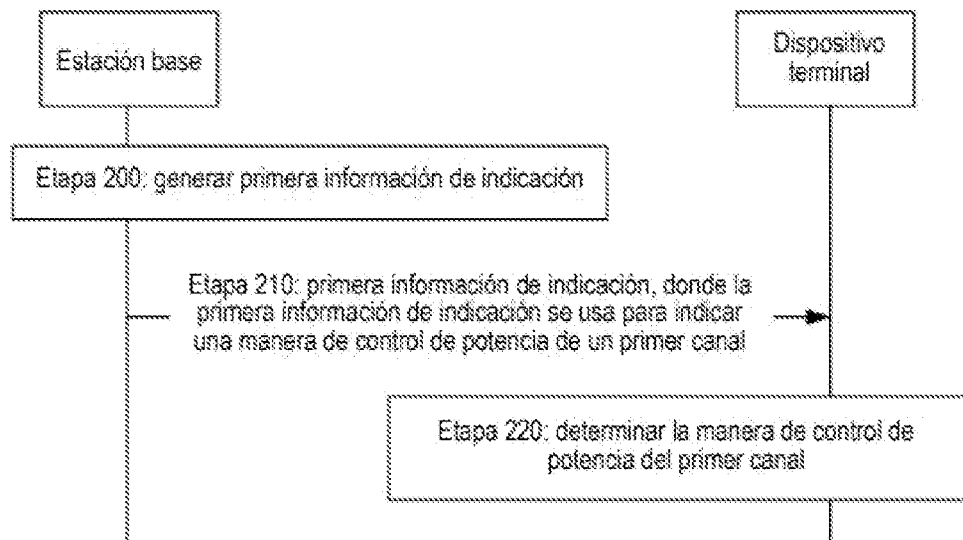 Estación base
Dispositivo
terminal
Etapa 200: generar primera información de indicación
Etapa 210: primera información de indicación, donde la
primera información de indicación se usa para indicar
una manera de control de potencia de un primer canal
Etapa 220: determinar la manera de control de
potencia del primer canal